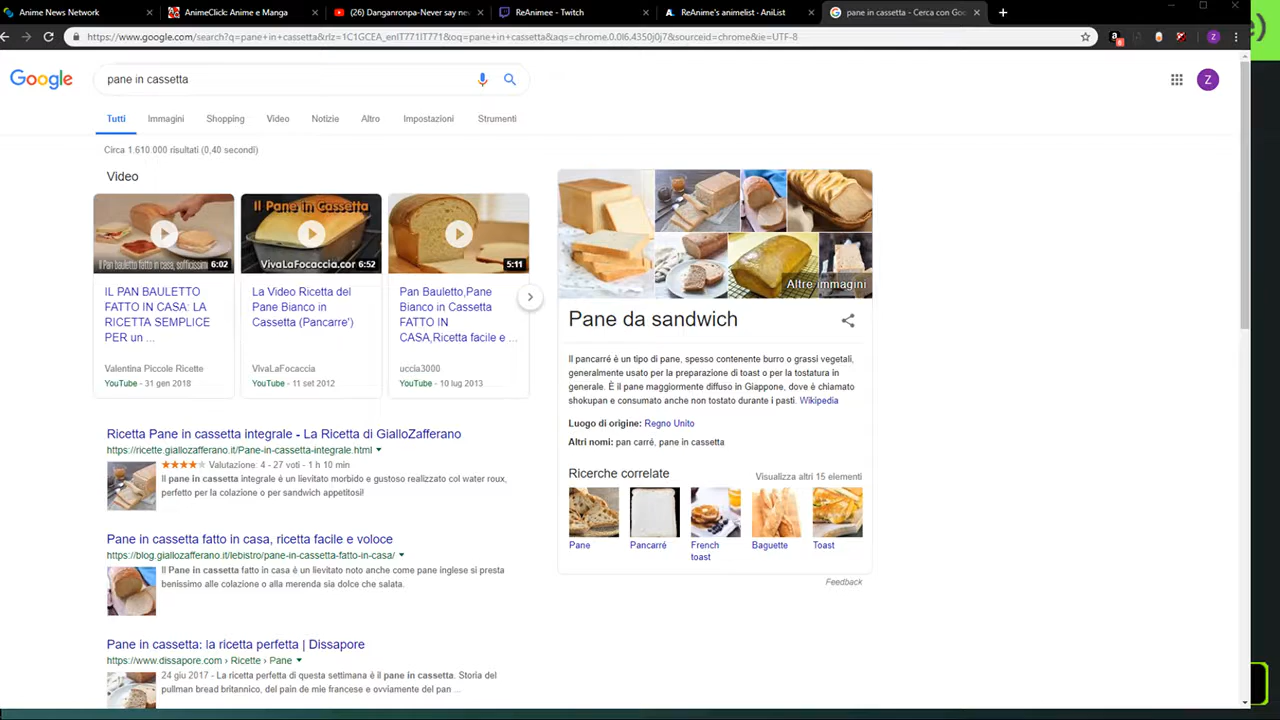 Anime News Network
AnimeClick: Anime e Manga
(26) Danganronpa-Never say ne
ReAnimee - Twitch
ReAnime's animelist - AniList
pane in cassetta - Cerca con Goo
https://www.google.com/search?q=pane+in+cassetta&rlz=1C1GCEA_enIT771IT771&oq=pane+in+cassetta&aqs=chrome.0.0l6.4350j0j7&sourceid=chrome&ie=UTF-8
Google
pane in cassetta
Z
Tutti Immagini Shopping Video Notizie Altro Impostazioni Strumenti
Circa 1.610.000 risultati (0,40 secondi)
Video
Il Pan bauletto fatto in casa, sofficissimo
6:02
IL PAN BAULETTO
FATTO IN CASA: LA
RICETTA SEMPLICE
PER un ...
Valentina Piccole Ricette
YouTube - 31 gen 2018
Il Pane in Cassetta
VivaLaFocaccia.com
6:52
La Video Ricetta del
Pane Bianco in
Cassetta (Pancarre')
VivaLaFocaccia
YouTube - 11 set 2012
5:11
Pan Bauletto,Pane
Bianco in Cassetta
FATTO IN
CASA,Ricetta facile e ...
uccia3000
YouTube - 10 lug 2013
Ricetta Pane in cassetta integrale - La Ricetta di GialloZafferano
https://ricette.giallozafferano.it/Pane-in-cassetta-integrale.html
Valutazione: 4 - 27 voti - 1 h 10 min
Il pane in cassetta integrale è un lievitato morbido e gustoso realizzato col water roux,
perfetto per la colazione o per sandwich appetitosi!
Pane in cassetta fatto in casa, ricetta facile e voloce
https://blog.giallozafferano.it/lebistro/pane-in-cassetta-fatto-in-casa/
Il Pane in cassetta fatto in casa è un lievitato noto anche come pane inglese si presta
benissimo alle colazione o alla merenda sia dolce che salata.
Pane in cassetta: la ricetta perfetta | Dissapore
https://www.dissapore.com › Ricette › Pane
24 giu 2017 - La ricetta perfetta di questa settimana è il pane in cassetta. Storia del
pullman bread britannico, del pain de mie francese e ovviamente del pan ...
Altre immagini
Pane da sandwich
Il pancarré è un tipo di pane, spesso contenente burro o grassi vegetali,
generalmente usato per la preparazione di toast o per la tostatura in
generale. È il pane maggiormente diffuso in Giappone, dove è chiamato
shokupan e consumato anche non tostato durante i pasti. Wikipedia
Luogo di origine: Regno Unito
Altri nomi: pan carré, pane in cassetta
Ricerche correlate
Visualizza altri 15 elementi
Pane
Pancarré
French
toast
Baguette
Toast
Feedback